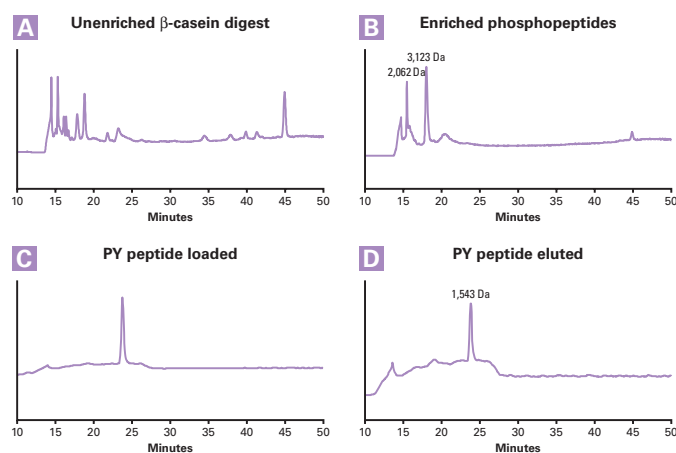 A Unenriched β-casein digest
10 15 20 25 30 35 40 45 50
Minutes
B Enriched phosphopeptides
3,123 Da
2,062 Da
10 15 20 25 30 35 40 45 50
Minutes
C PY peptide loaded
10 15 20 25 30 35 40 45 50
Minutes
D PY peptide eluted
1,543 Da
10 15 20 25 30 35 40 45 50
Minutes